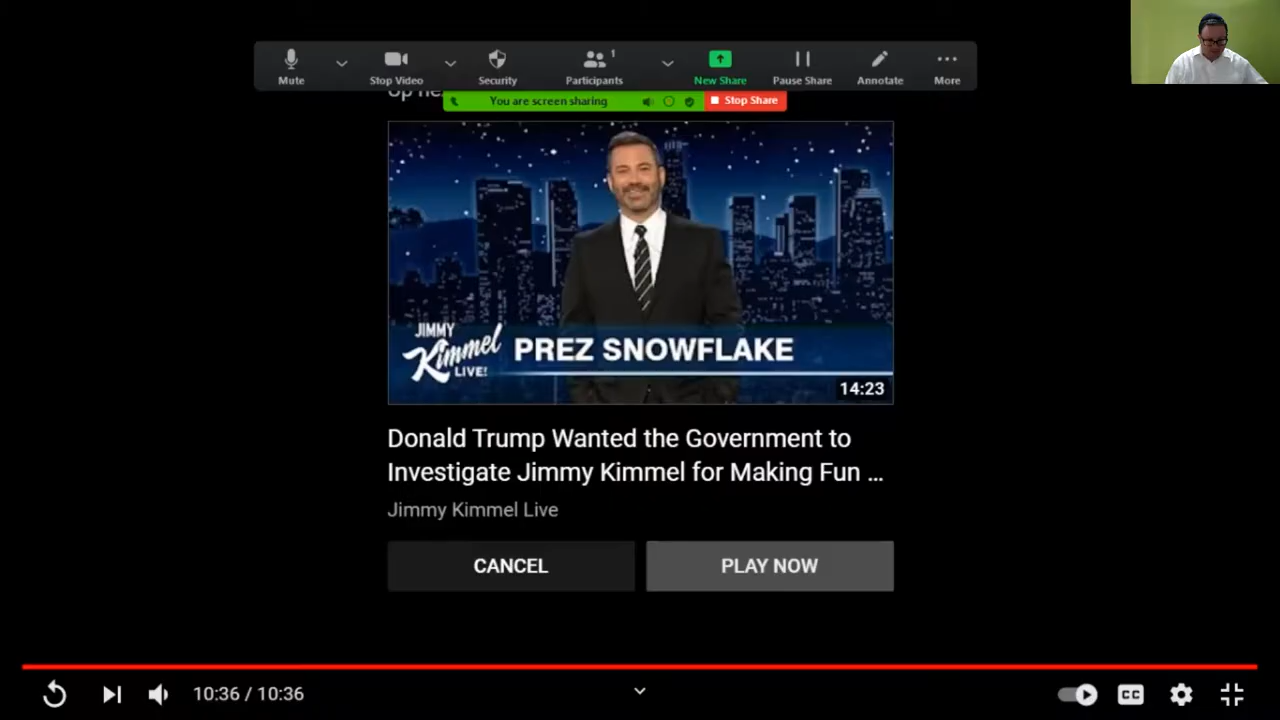 Mute
Stop Video
Security
Participants
1
New Share
Pause Share
Annotate
More
Up
You are screen sharing
Stop Share
JIMMY
Kimmel
LIVE!
PREZ SNOWFLAKE
14:23
Donald Trump Wanted the Government to
Investigate Jimmy Kimmel for Making Fun ...
Jimmy Kimmel Live
CANCEL
PLAY NOW
10:36 / 10:36
CC